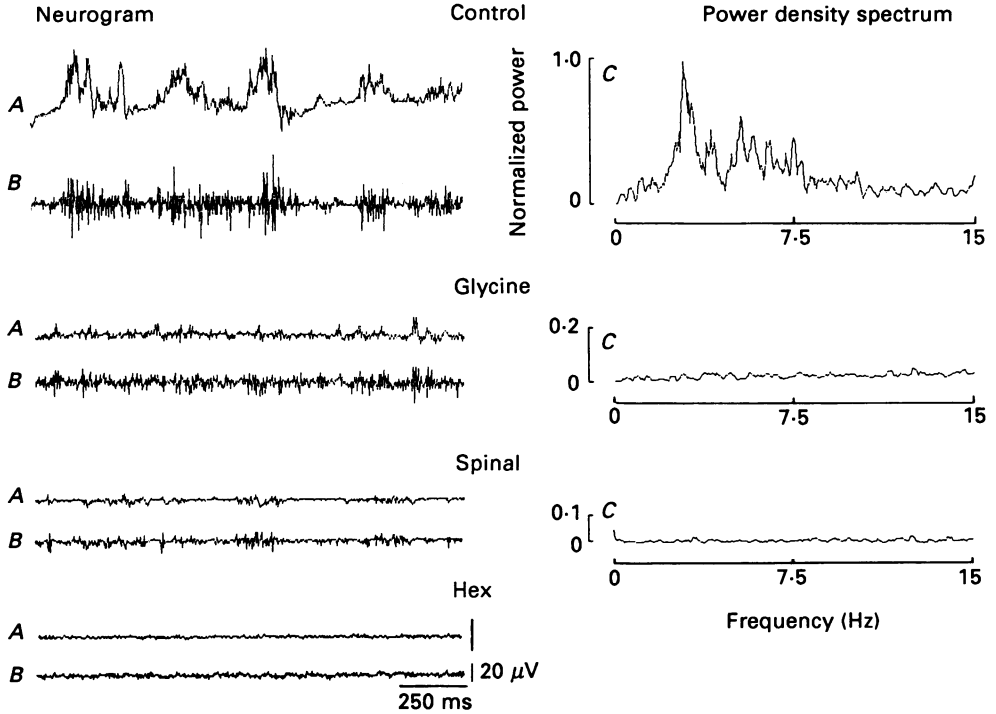 Neurogram Control Power density spectrum
A
B
Normalized power
1·0
C
0
0 7·5 15
Glycine
A
B
0·2
C
0
0 7·5 15
Spinal
A
B
0·1
C
0
0 7·5 15
Frequency (Hz)
Hex
A
B
20 μV
250 ms